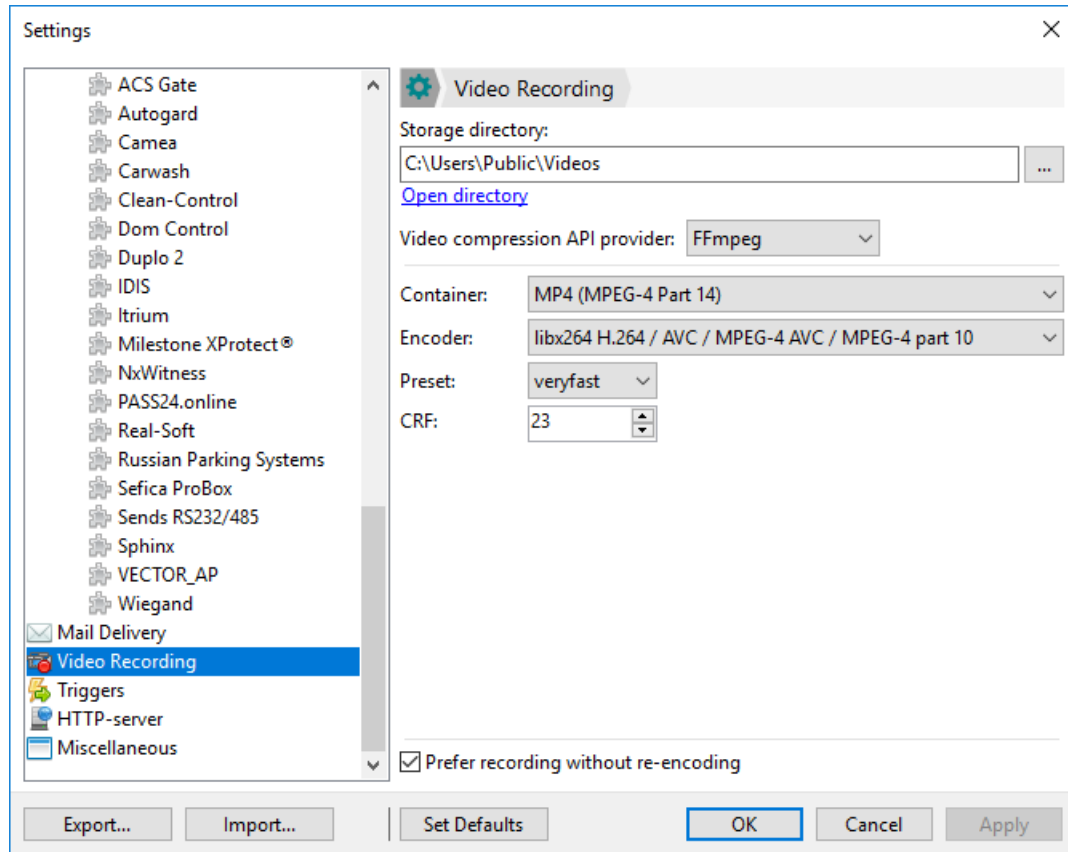 Settings
ACS Gate
Autogard
Camea
Carwash
Clean-Control
Dom Control
Duplo 2
IDIS
Itrium
Milestone XProtect®
NxWitness
PASS24.online
Real-Soft
Russian Parking Systems
Sefica ProBox
Sends RS232/485
Sphinx
VECTOR_AP
Wiegand
Mail Delivery
Video Recording
Triggers
HTTP-server
Miscellaneous
Video Recording
Storage directory:
C:\Users\Public\Videos
...
Open directory
Video compression API provider: FFmpeg
Container: MP4 (MPEG-4 Part 14)
Encoder: libx264 H.264 / AVC / MPEG-4 AVC / MPEG-4 part 10
Preset: veryfast
CRF: 23
Prefer recording without re-encoding
Export... Import... Set Defaults OK Cancel Apply